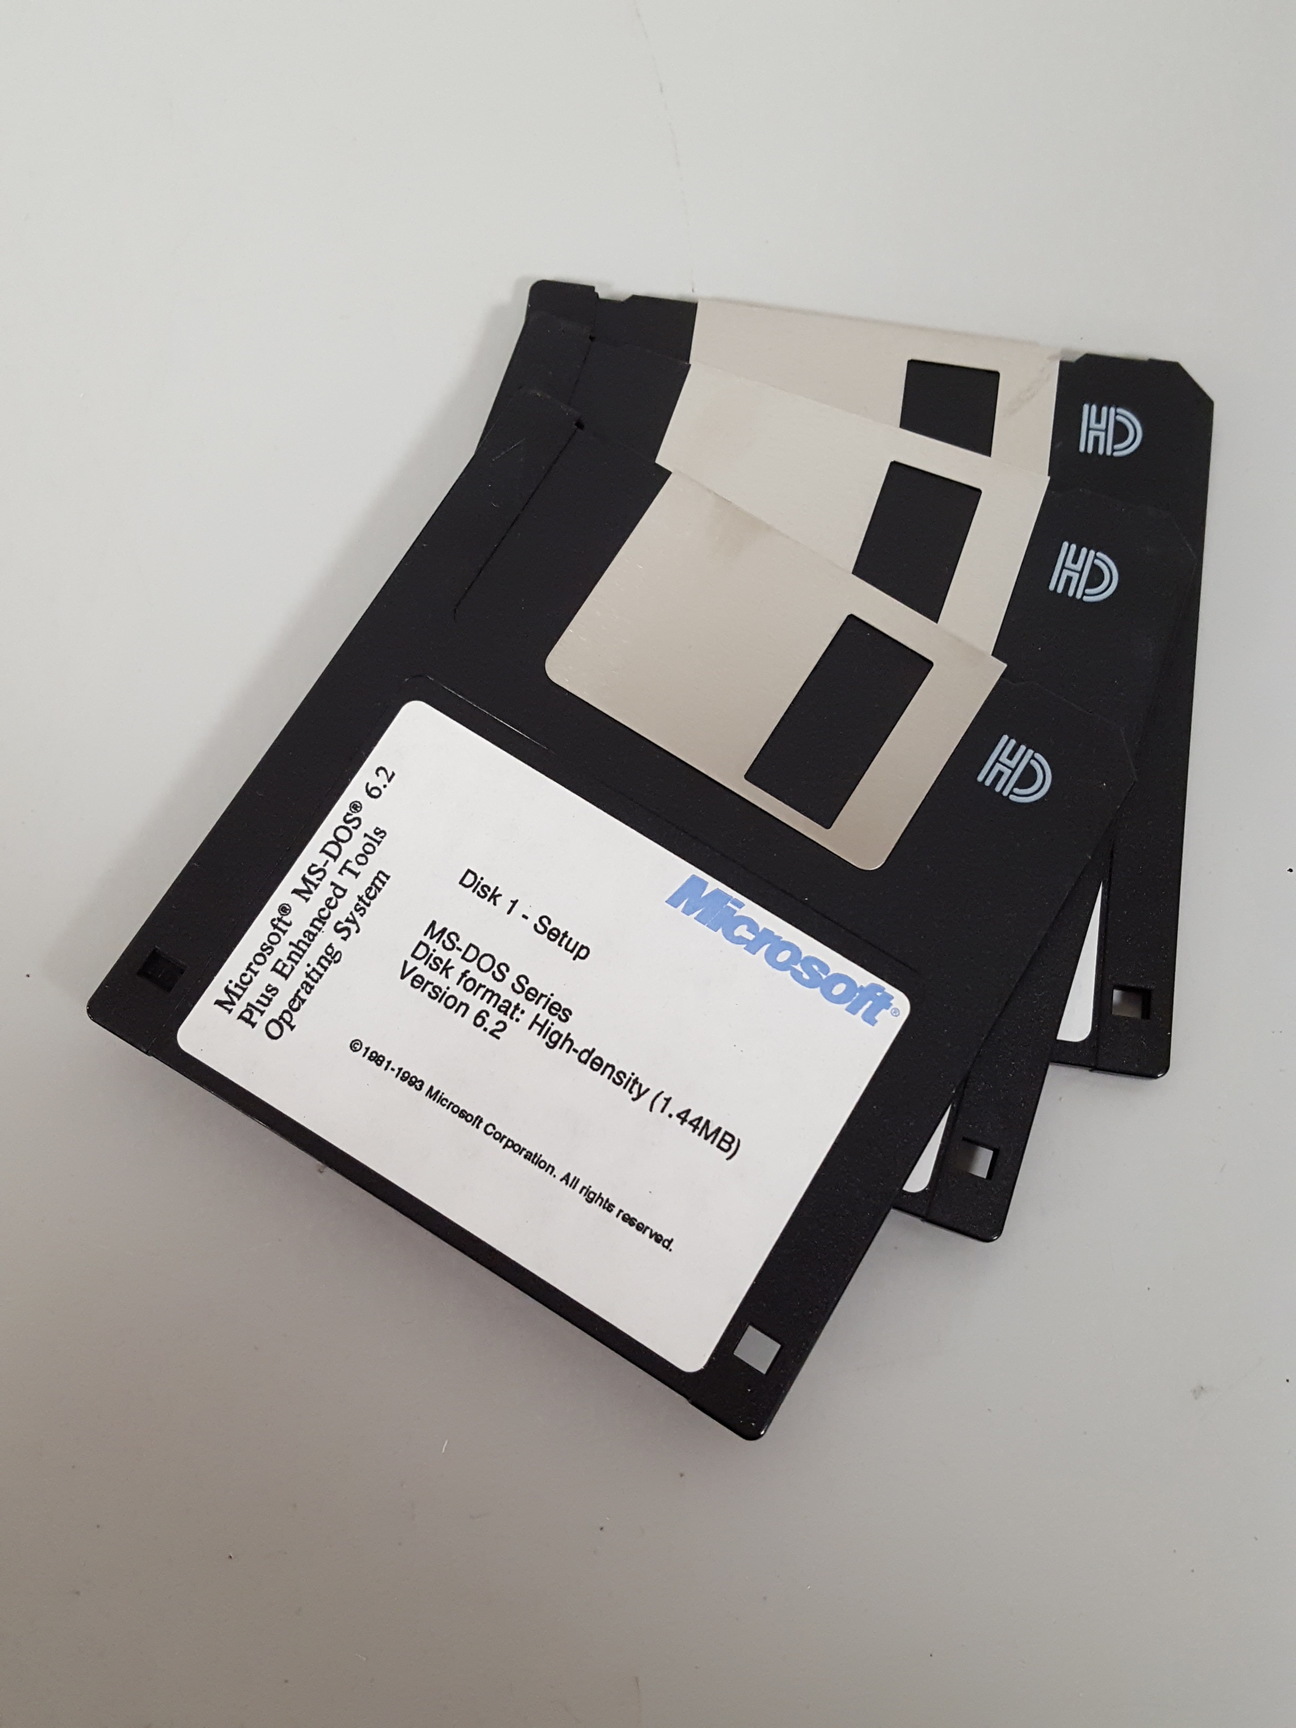 HD
HD
HD
Microsoft® MS-DOS® 6.2
Plus Enhanced Tools
Operating System
Microsoft®
Disk 1 - Setup
MS-DOS Series
Disk format: High-density (1.44MB)
Version 6.2
©1981-1993 Microsoft Corporation. All rights reserved.